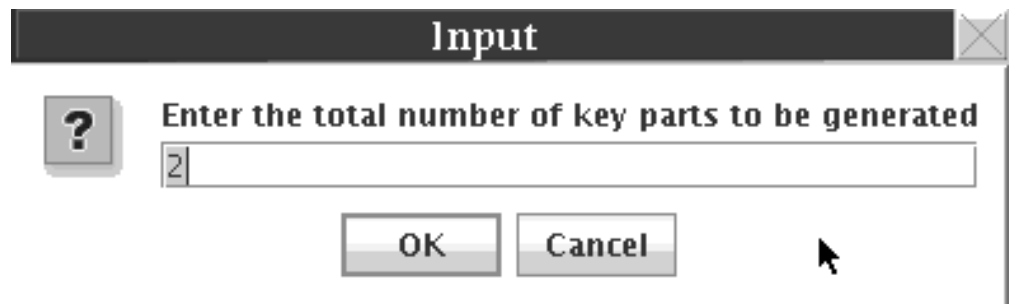 Input
?
Enter the total number of key parts to be generated
2
OK Cancel